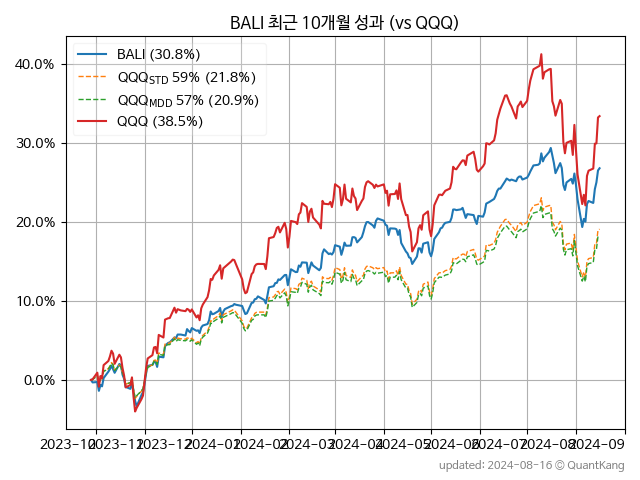 BALI 최근 10개월 성과 (vs QQQ)
BALI (30.8%)
QQQSTD 59% (21.8%)
QQQMDD 57% (20.9%)
QQQ (38.5%)
40.0%
30.0%
20.0%
10.0%
0.0%
2023-10 2023-11 2023-12 2024-01 2024-02 2024-03 2024-04 2024-05 2024-06 2024-07 2024-08 2024-09
updated: 2024-08-16 © QuantKang